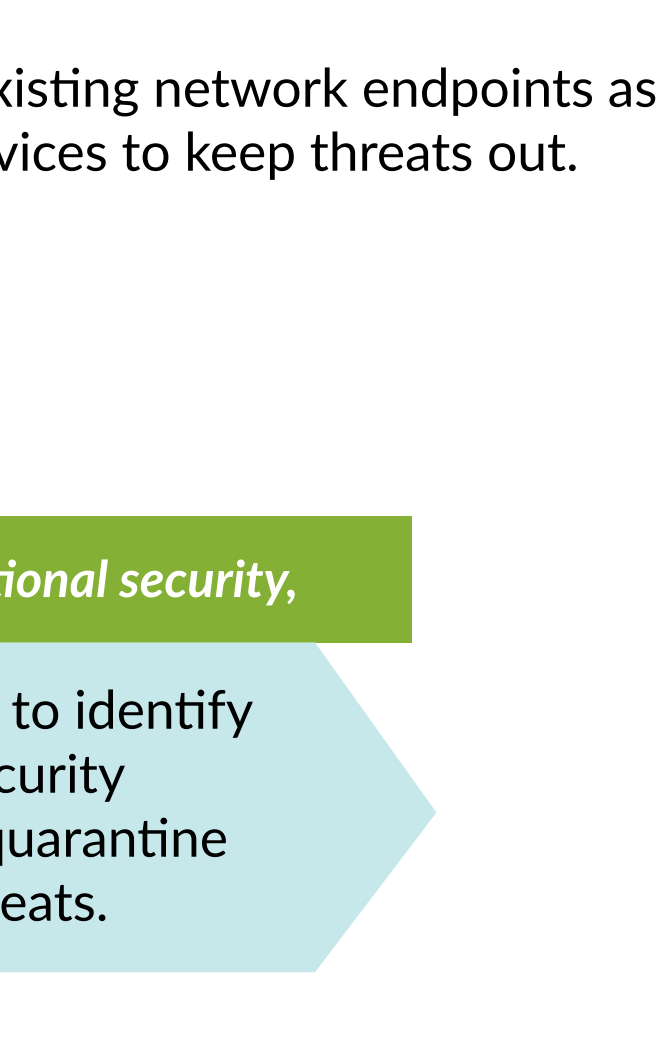 xisting network endpoints as
vices to keep threats out.
tional security,
to identify
curity
quarantine
eats.